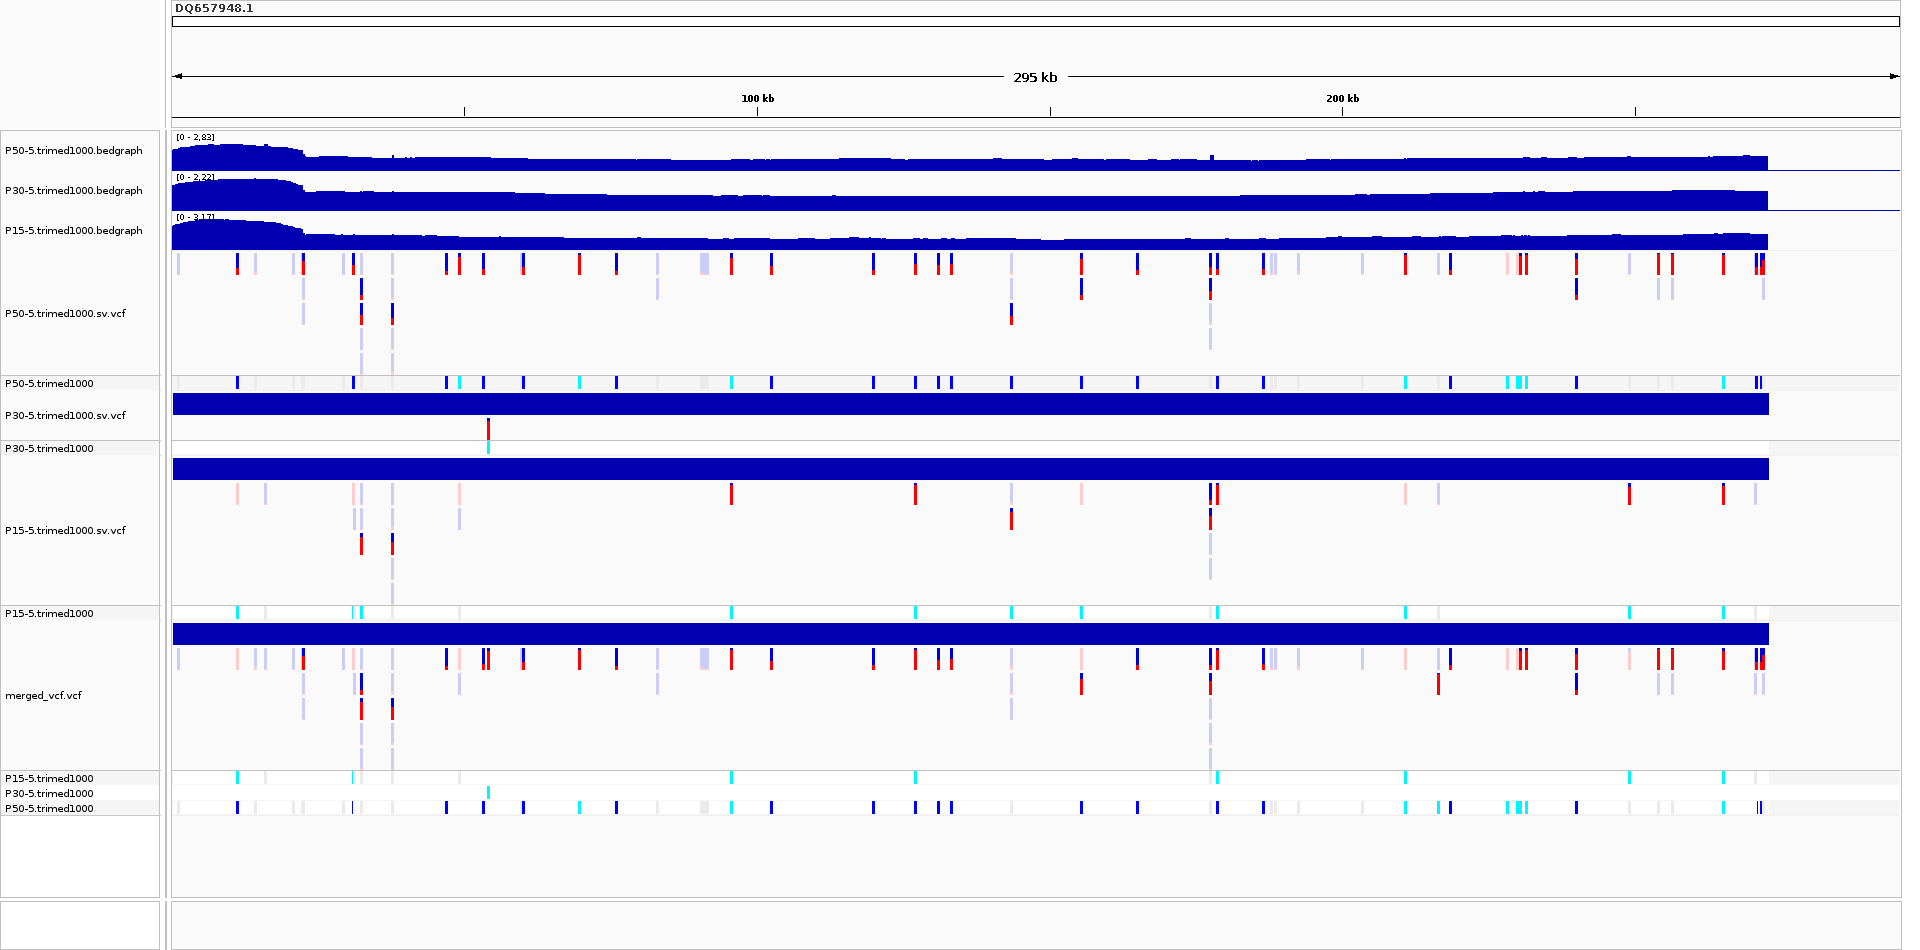 DQ657948.1
295 kb
100 kb
200 kb
P50-5.trimed1000.bedgraph
[0 - 2,83]
P30-5.trimed1000.bedgraph
[0 - 2,22]
P15-5.trimed1000.bedgraph
[0 - 3,17]
P50-5.trimed1000.sv.vcf
P50-5.trimed1000
P30-5.trimed1000.sv.vcf
P30-5.trimed1000
P15-5.trimed1000.sv.vcf
P15-5.trimed1000
merged_vcf.vcf
P15-5.trimed1000
P30-5.trimed1000
P50-5.trimed1000